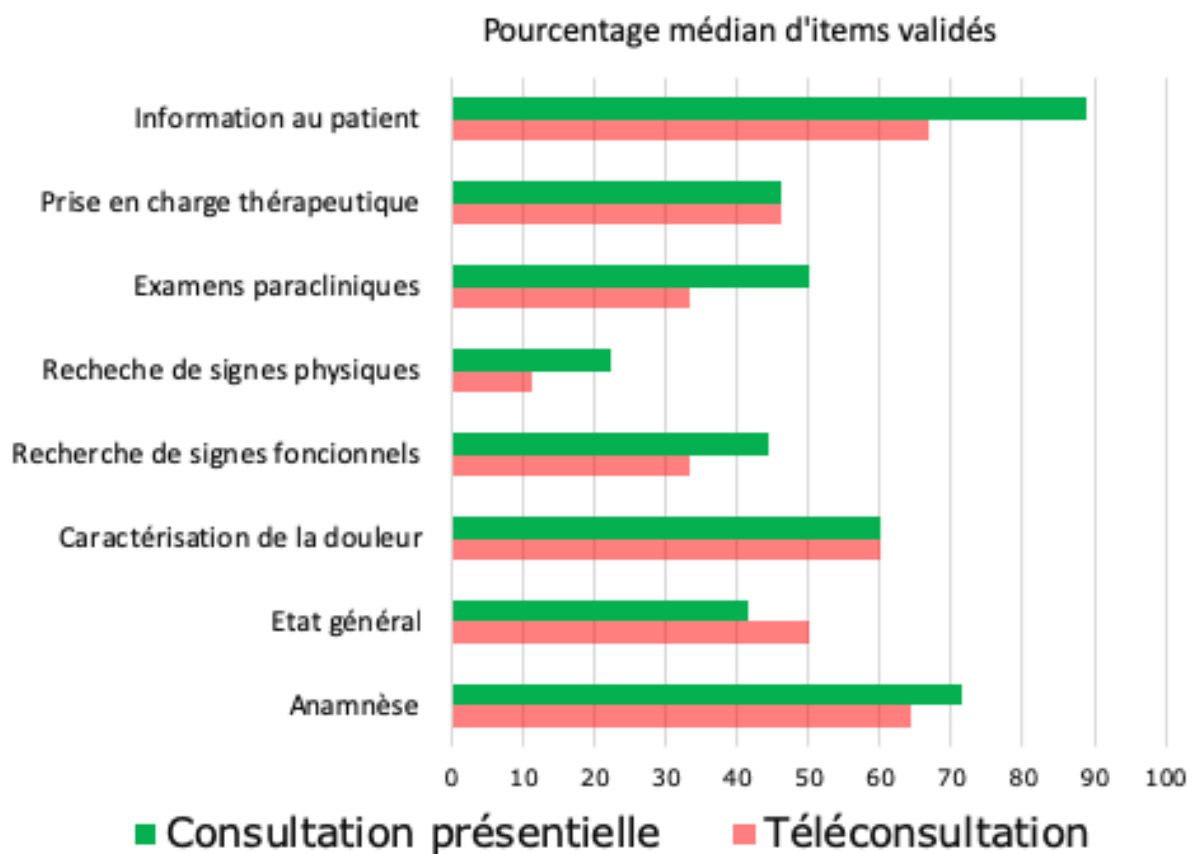 Pourcentage médian d'items validés
Information au patient
Prise en charge thérapeutique
Examens paracliniques
Recheche de signes physiques
Recherche de signes foncionnels
Caractérisation de la douleur
Etat général
Anamnèse
0 10 20 30 40 50 60 70 80 90 100
Consultation présentielle Téléconsultation